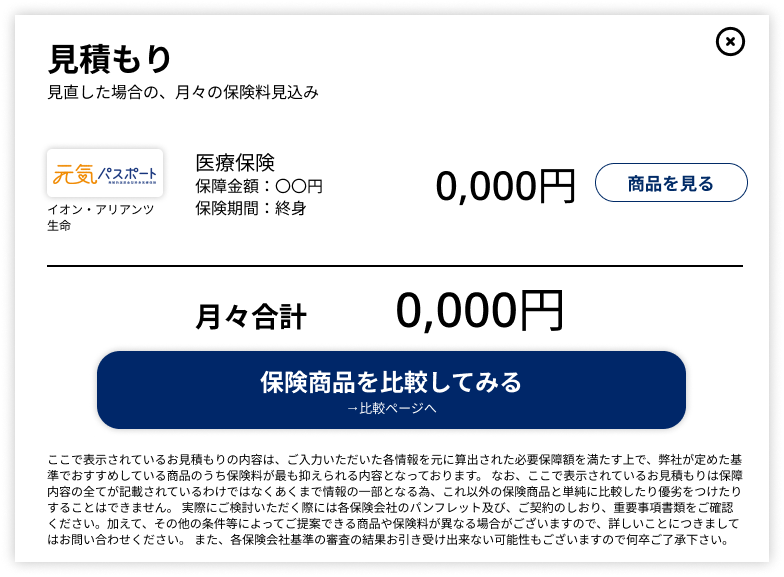 見積もり
見直した場合の、月々の保険料見込み
元気パスポート
イオン・アリアンツ
生命
医療保険
保障金額：〇〇円
保険期間：終身
0,000円
商品を見る
月々合計
0,000円
保険商品を比較してみる
→比較ページへ
ここで表示されているお見積もりの内容は、ご入力いただいた各情報を元に算出された必要保障額を満たす上で、弊社が定めた基
準でおすすめしている商品のうち保険料が最も抑えられる内容となっております。 なお、ここで表示されているお見積もりは保障
内容の全てが記載されているわけではなくあくまで情報の一部となる為、これ以外の保険商品と単純に比較したり優劣をつけたり
することはできません。 実際にご検討いただく際には各保険会社のパンフレット及び、ご契約のしおり、重要事項書類をご確認
ください。加えて、その他の条件等によってご提案できる商品や保険料が異なる場合がございますので、詳しいことにつきまして
はお問い合わせください。 また、各保険会社基準の審査の結果お引き受け出来ない可能性もございますので何卒ご了承下さい。